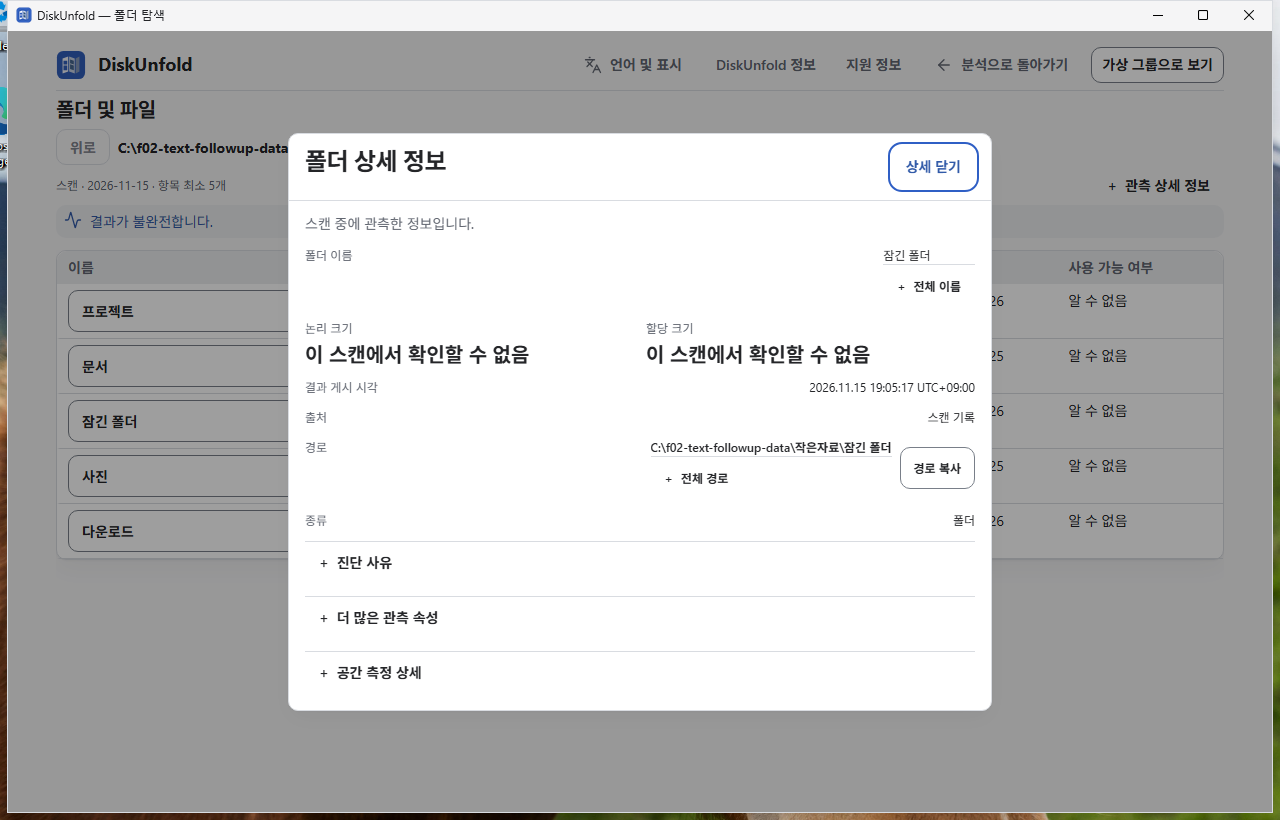 DiskUnfold — 폴더 탐색
DiskUnfold
언어 및 표시
DiskUnfold 정보
지원 정보
← 분석으로 돌아가기
가상 그룹으로 보기
폴더 및 파일
위로
C:\f02-text-followup-data
스캔 · 2026-11-15 · 항목 최소 5개
+ 관측 상세 정보
결과가 불완전합니다.
이름
사용 가능 여부
프로젝트
26
알 수 없음
문서
25
알 수 없음
잠긴 폴더
26
알 수 없음
사진
25
알 수 없음
다운로드
26
알 수 없음
폴더 상세 정보
상세 닫기
스캔 중에 관측한 정보입니다.
폴더 이름
잠긴 폴더
+ 전체 이름
논리 크기
할당 크기
이 스캔에서 확인할 수 없음
이 스캔에서 확인할 수 없음
결과 게시 시각
2026.11.15 19:05:17 UTC+09:00
출처
스캔 기록
경로
C:\f02-text-followup-data\작은자료\잠긴 폴더
+ 전체 경로
경로 복사
종류
폴더
+ 진단 사유
+ 더 많은 관측 속성
+ 공간 측정 상세